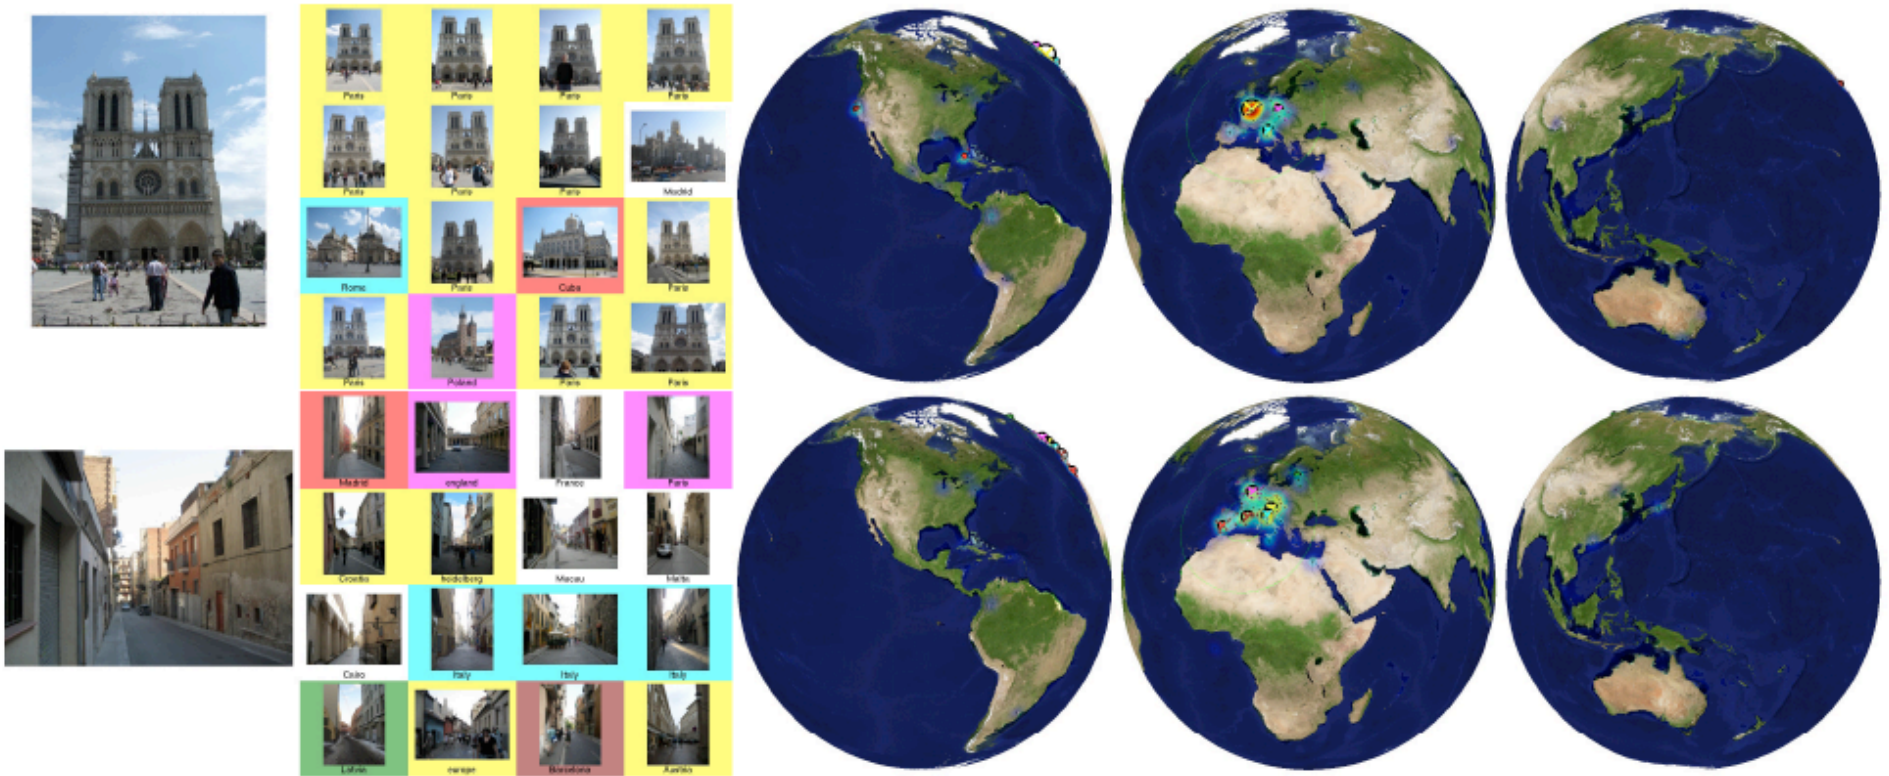 Paris Paris Paris Paris
Paris Paris Paris Madrid
Rome Paris Cuba Paris
Paris Poland Paris Paris
Madrid england France Paris
Croatia heidelberg Macau Malta
Cairo Italy Italy Italy
Latvia europe Barcelona Austria